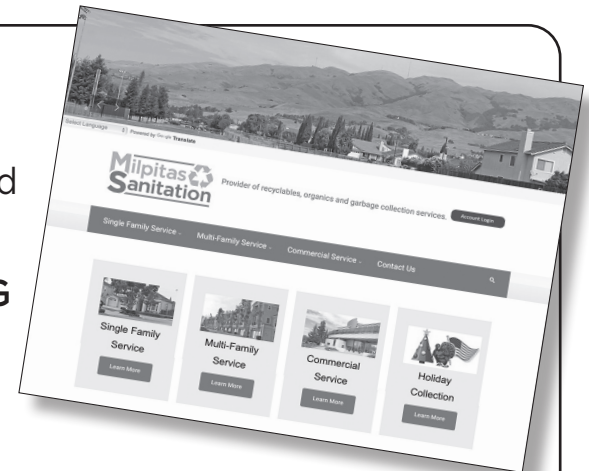 d
G
Select Language
Powered by Google Translate
Milpitas
Sanitation
Provider of recyclables, organics and garbage collection services.
Account Login
Single Family Service
Multi-Family Service
Commercial Service
Contact Us
Single Family
Service
Learn More
Multi-Family
Service
Learn More
Commercial
Service
Learn More
Holiday
Collection
Learn More